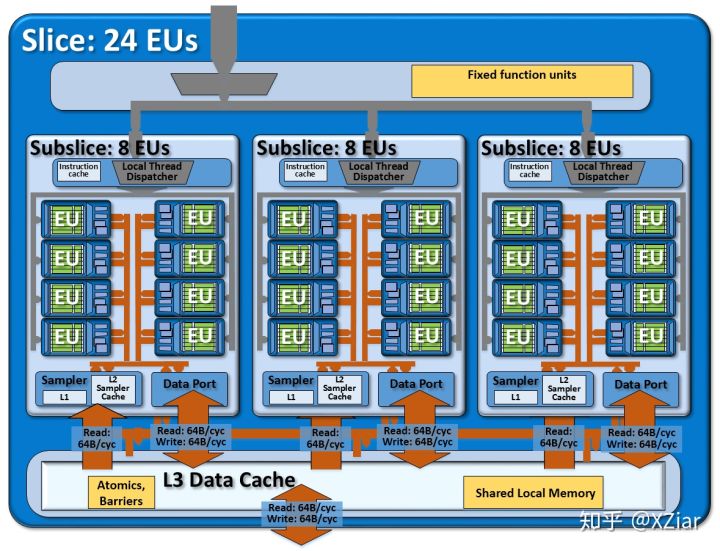 Slice: 24 EUs
Fixed function units
Subslice: 8 EUs
Instruction
cache
Local Thread
Dispatcher
EU
EU
EU
EU
EU
EU
EU
EU
Sampler
L1
L2
Sampler
Cache
Data Port
Subslice: 8 EUs
Instruction
cache
Local Thread
Dispatcher
EU
EU
EU
EU
EU
EU
EU
EU
Sampler
L1
L2
Sampler
Cache
Data Port
Subslice: 8 EUs
Instruction
cache
Local Thread
Dispatcher
EU
EU
EU
EU
EU
EU
EU
EU
Sampler
L1
L2
Sampler
Cache
Data Port
Read:
64B/cyc
Read: 64B/cyc
Write: 64B/cyc
Read:
64B/cyc
Read: 64B/cyc
Write: 64B/cyc
Read:
64B/cyc
Read: 64B/cyc
Write: 64B/cyc
L3 Data Cache
Atomics,
Barriers
Shared Local Memory
Read: 64B/cyc
Write: 64B/cyc
知乎 @XZiar